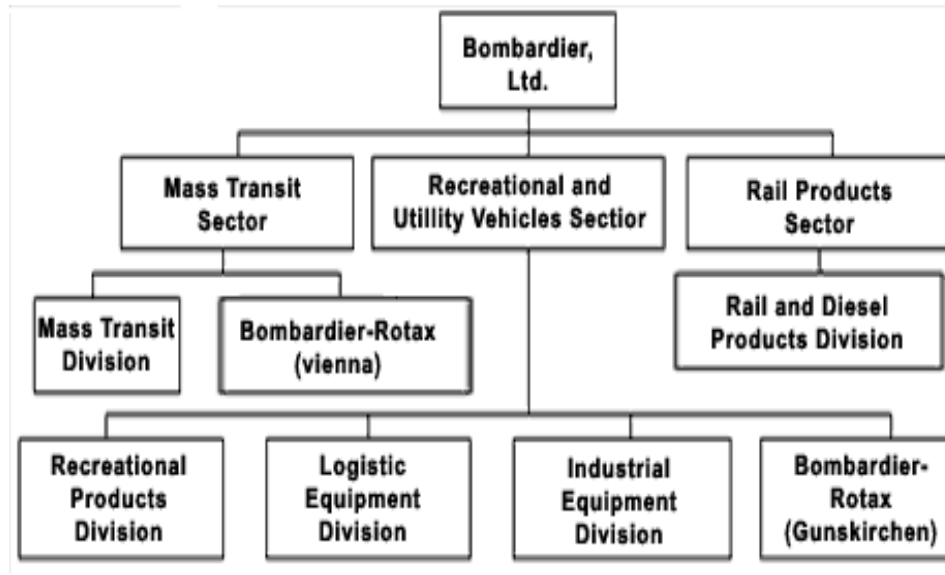 Bombardier,
Ltd.
Mass Transit
Sector
Recreational and
Utillity Vehicles Sectior
Rail Products
Sector
Mass Transit
Division
Bombardier-Rotax
(vienna)
Rail and Diesel
Products Division
Recreational
Products
Division
Logistic
Equipment
Division
Industrial
Equipment
Division
Bombardier-
Rotax
(Gunskirchen)